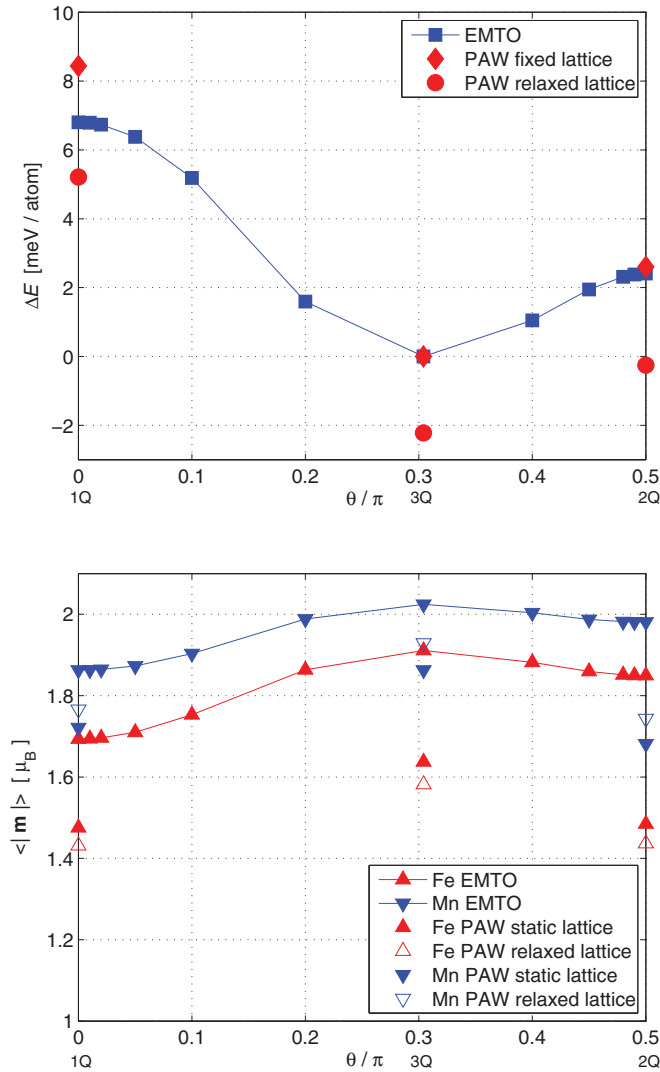 10
8
6
4
2
0
−2
ΔE [meV / atom]
EMTO
PAW fixed lattice
PAW relaxed lattice
0 0.1 0.2 0.3 0.4 0.5
1Q θ / π 3Q 2Q
2
1.8
1.6
1.4
1.2
1
<| m |> [ μB ]
Fe EMTO
Mn EMTO
Fe PAW static lattice
Fe PAW relaxed lattice
Mn PAW static lattice
Mn PAW relaxed lattice
0 0.1 0.2 0.3 0.4 0.5
1Q θ / π 3Q 2Q